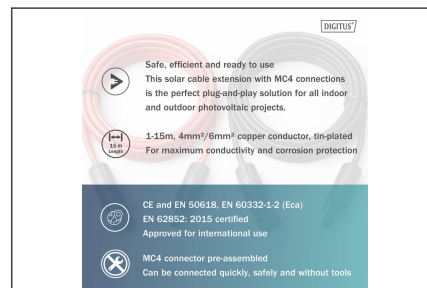 DIGITUS®
Safe, efficient and ready to use
This solar cable extension with MC4 connections
is the perfect plug-and-play solution for all indoor
and outdoor photovoltaic projects.
15 m
Length
1-15m, 4mm²/6mm² copper conductor, tin-plated
For maximum conductivity and corrosion protection
CE and EN 50618, EN 60332-1-2 (Eca)
EN 62852: 2015 certified
Approved for international use
MC4 connector pre-assembled
Can be connected quickly, safely and without tools